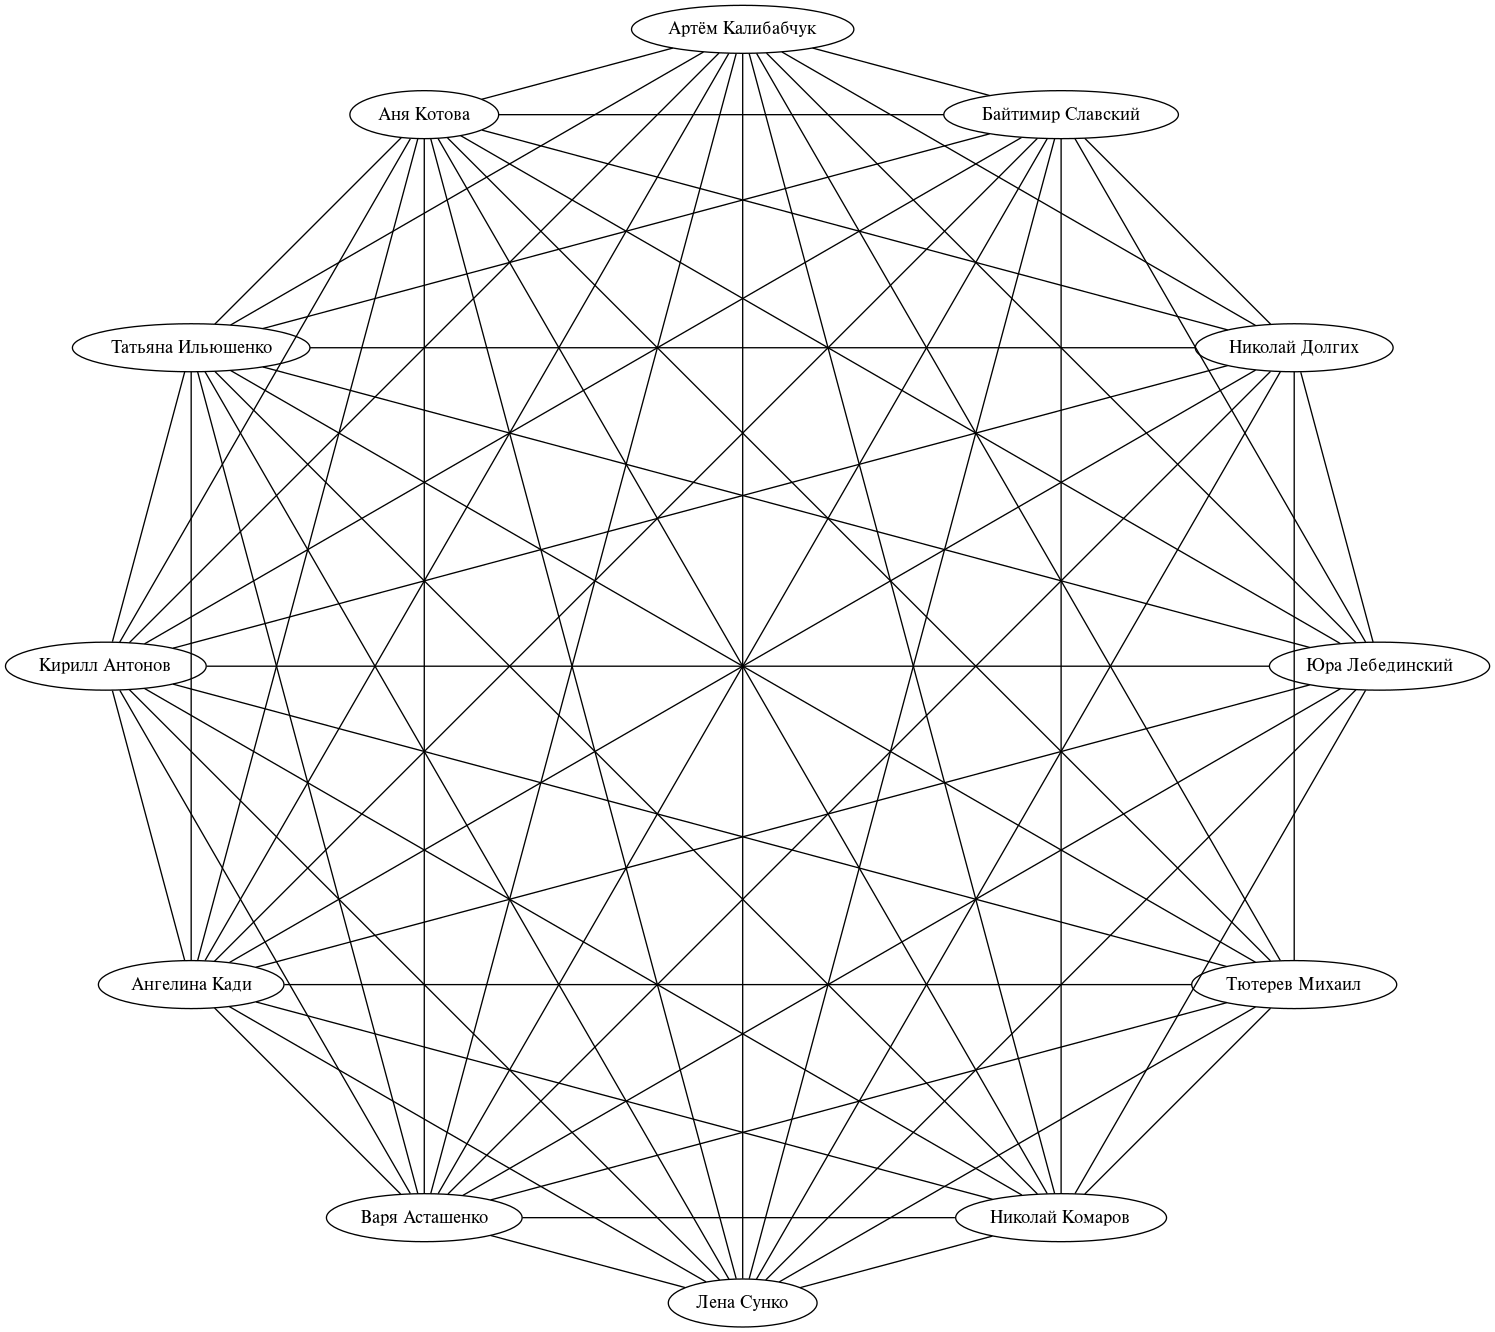 Артём Калибабчук
Аня Котова
Байтимир Славский
Татьяна Ильюшенко
Николай Долгих
Кирилл Антонов
Юра Лебединский
Ангелина Кади
Тютерев Михаил
Варя Асташенко
Николай Комаров
Лена Сунко